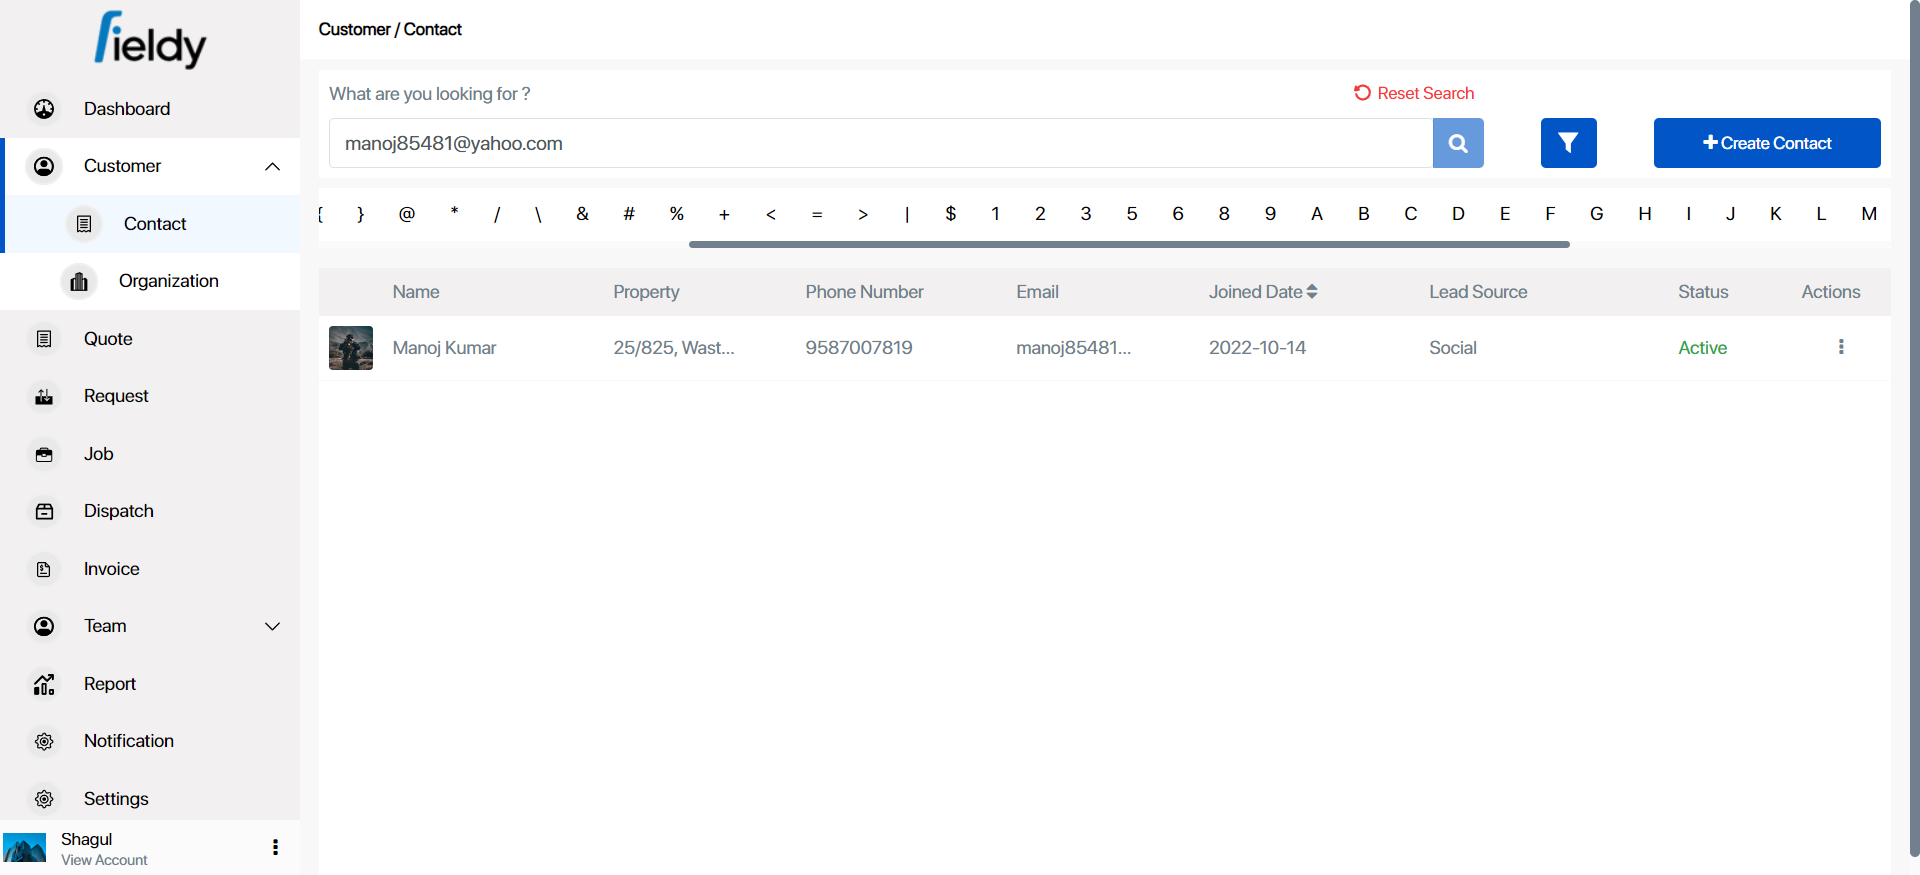 fieldy
Dashboard
Customer
Contact
Organization
Quote
Request
Job
Dispatch
Invoice
Team
Report
Notification
Settings
Shagul
View Account
Customer / Contact
What are you looking for ?
Reset Search
manoj85481@yahoo.com
Create Contact
{ } @ * / \ & # % + < = > | $ 1 2 3 5 6 8 9 A B C D E F G H I J K L M
Name Property Phone Number Email Joined Date Lead Source Status Actions
Manoj Kumar 25/825, Wast... 9587007819 manoj85481... 2022-10-14 Social Active